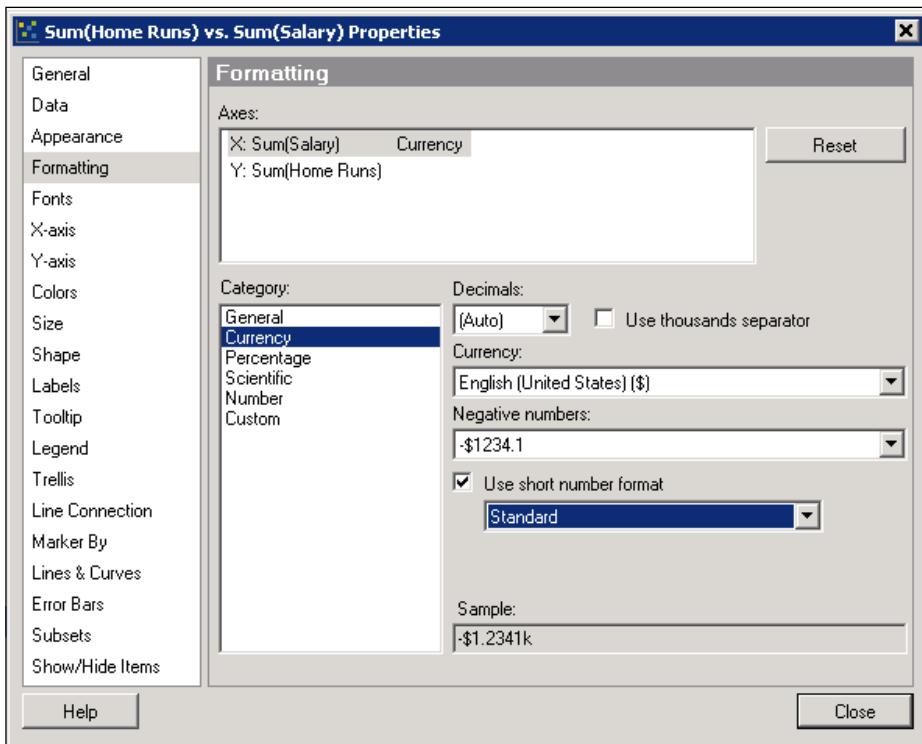 Sum(Home Runs) vs. Sum(Salary) Properties
General
Data
Appearance
Formatting
Fonts
X-axis
Y-axis
Colors
Size
Shape
Labels
Tooltip
Legend
Trellis
Line Connection
Marker By
Lines & Curves
Error Bars
Subsets
Show/Hide Items
Formatting
Axes:
X: Sum(Salary) Currency
Y: Sum(Home Runs)
Reset
Category:
General
Currency
Percentage
Scientific
Number
Custom
Decimals:
(Auto) Use thousands separator
Currency:
English (United States) ($)
Negative numbers:
-$1234.1
Use short number format
Standard
Sample:
-$1.2341k
Help
Close